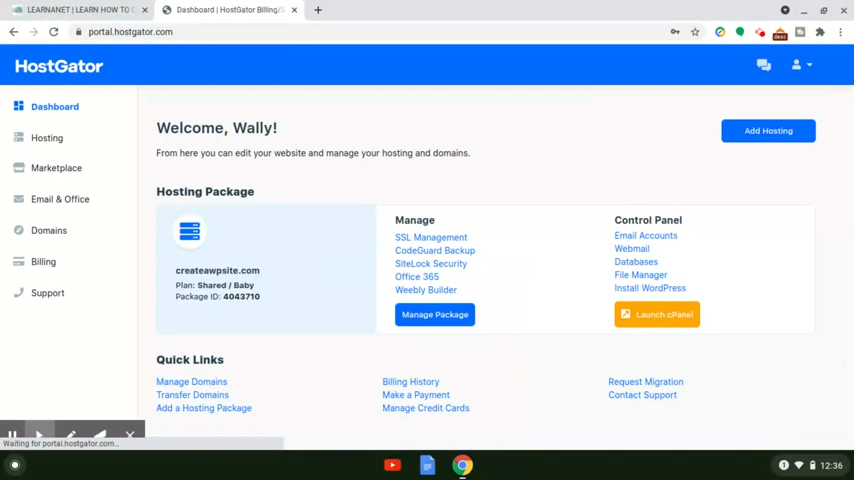 LEARNANET | LEARN HOW TO C
Dashboard | HostGator Billing/S
portal.hostgator.com
desc
HostGator
Dashboard
Hosting
Marketplace
Email & Office
Domains
Billing
Support
Welcome, Wally!
Add Hosting
From here you can edit your website and manage your hosting and domains.
Hosting Package
createawpsite.com
Plan: Shared / Baby
Package ID: 4043710
Manage
SSL Management
CodeGuard Backup
SiteLock Security
Office 365
Weebly Builder
Manage Package
Control Panel
Email Accounts
Webmail
Databases
File Manager
Install WordPress
Launch cPanel
Quick Links
Manage Domains
Transfer Domains
Add a Hosting Package
Billing History
Make a Payment
Manage Credit Cards
Request Migration
Contact Support
Waiting for portal.hostgator.com...
1
12:36